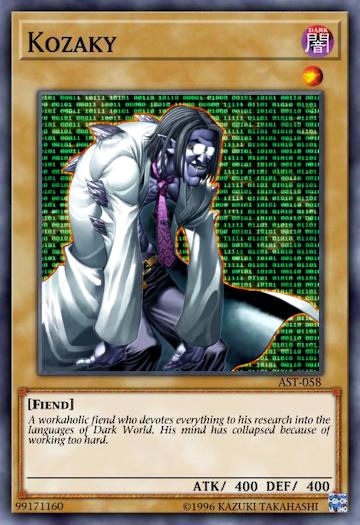 KOZAKY
DARK
闇
AST-058
[FIEND]
A workaholic fiend who devotes everything to his research into the
languages of Dark World. His mind has collapsed because of
working too hard.
ATK/ 400 DEF/ 400
99171160
©1996 KAZUKI TAKAHASHI